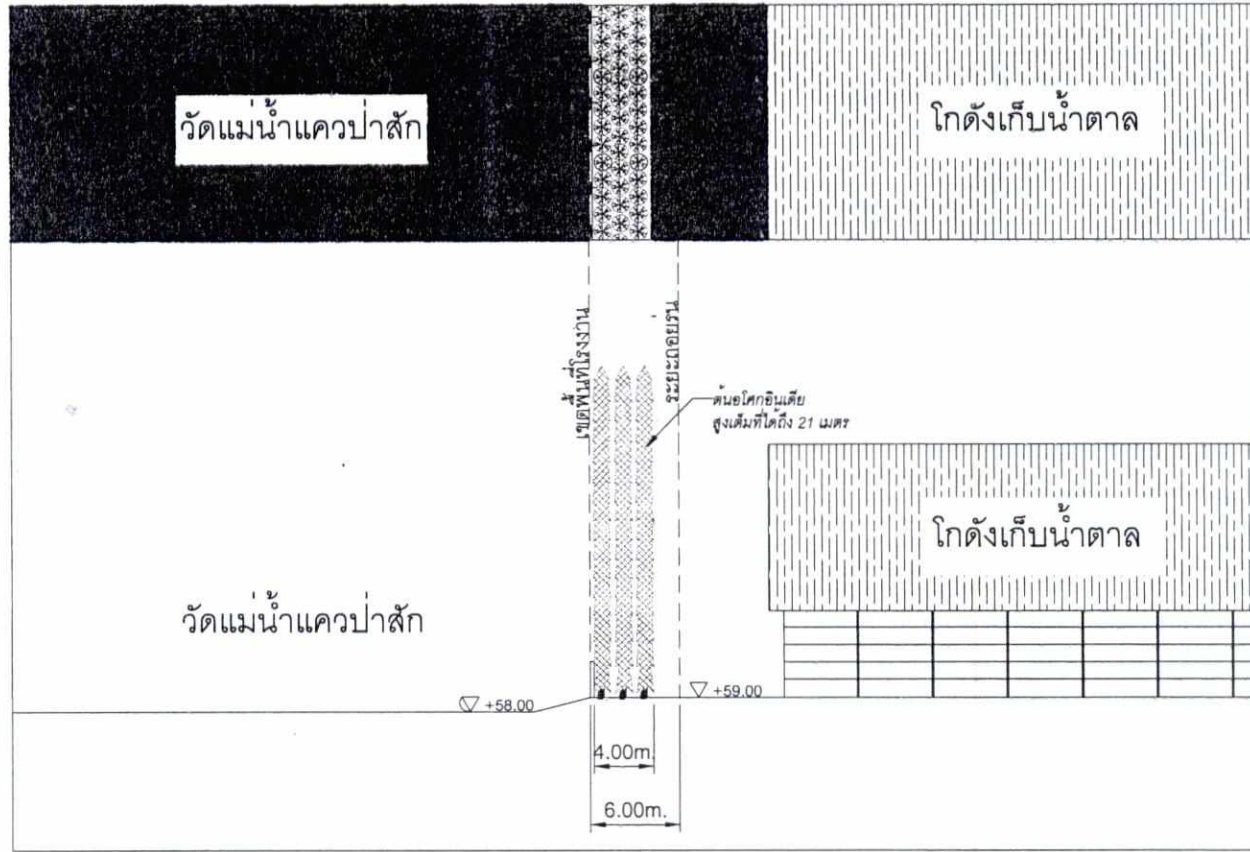 วัดแม่น้ำแควป่าสัก
โกดังเก็บน้ำตาล
เขตพื้นที่โรงงาน
ระยะถอยร่น
ต้นอโศกอินเดีย
สูงเต็มที่ได้ถึง 21 เมตร
โกดังเก็บน้ำตาล
วัดแม่น้ำแควป่าสัก
+58.00
+59.00
4.00m.
6.00m.